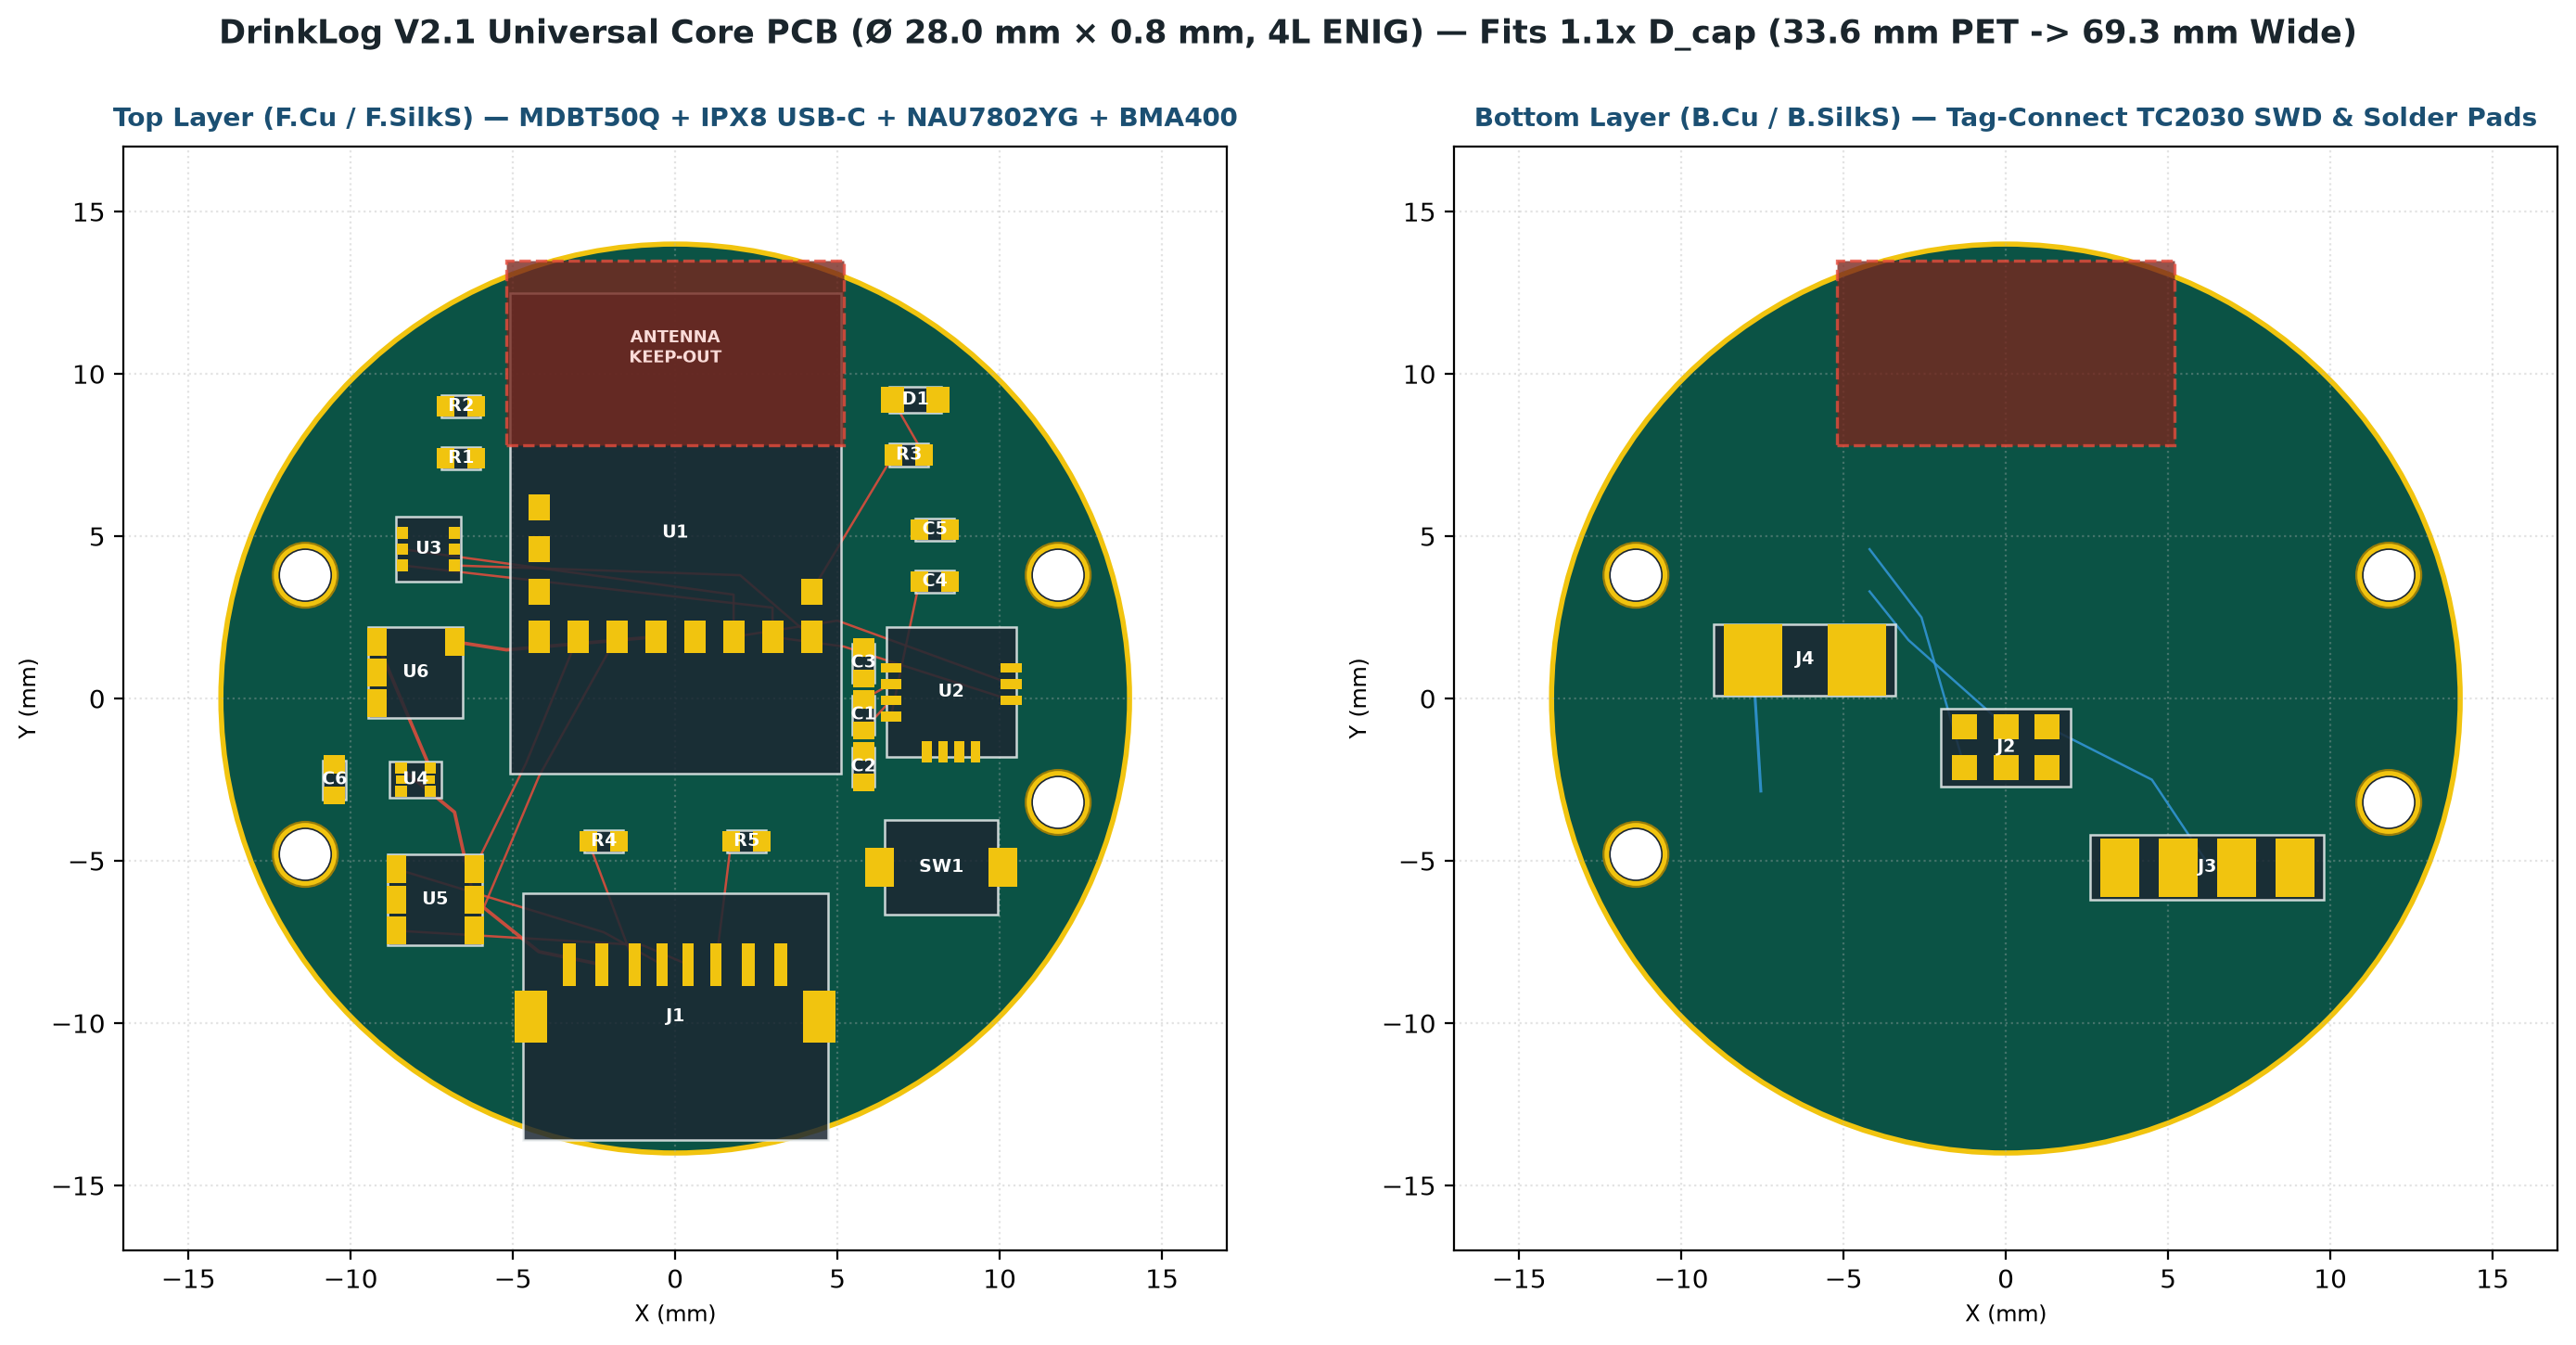 DrinkLog V2.1 Universal Core PCB (Ø 28.0 mm × 0.8 mm, 4L ENIG) — Fits 1.1x D_cap (33.6 mm PET -> 69.3 mm Wide)
Top Layer (F.Cu / F.SilkS) — MDBT50Q + IPX8 USB-C + NAU7802YG + BMA400
15
10
5
0
−5
−10
−15
Y (mm)
ANTENNA
KEEP-OUT
R2
D1
R1
R3
U1
C5
U3
C4
U6
C3
U2
C1
C6
U4
C2
R4
R5
SW1
U5
J1
−15
−10
−5
0
5
10
15
X (mm)
Bottom Layer (B.Cu / B.SilkS) — Tag-Connect TC2030 SWD & Solder Pads
15
10
5
0
−5
−10
−15
Y (mm)
J4
J2
J3
−15
−10
−5
0
5
10
15
X (mm)